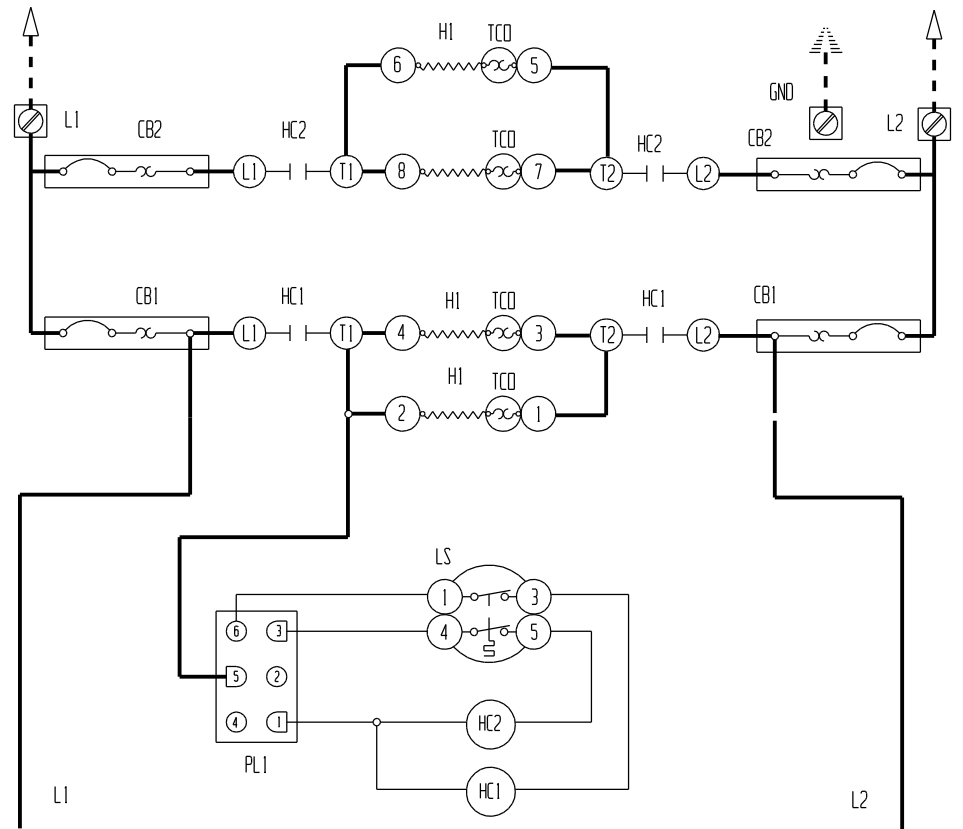 H1 TCO
6 5
GND
L1 CB2 HC2 TCO HC2 CB2 L2
L1 T1 8 7 T2 L2
CB1 HC1 H1 TCO HC1 CB1
L1 T1 4 3 T2 L2
H1 TCO
2 1
LS
1 3
6 3 4 5
5 2
4 1 HC2
PL1
L1 HC1 L2